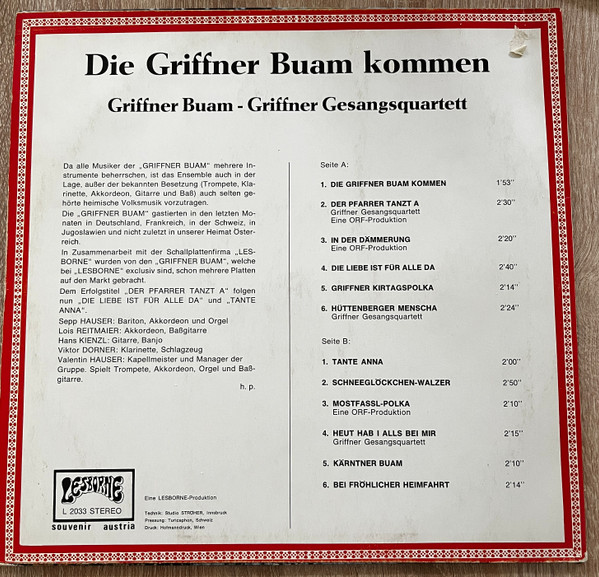 Die Griffner Buam kommen
Griffner Buam - Griffner Gesangsquartett
Da alle Musiker der „GRIFFNER BUAM" mehrere In-
strumente beherrschen, ist das Ensemble auch in der
Lage, außer der bekannten Besetzung (Trompete, Kla-
rinette, Akkordeon, Gitarre und Baß) auch selten ge-
hörte heimische Volksmusik vorzutragen.
Die „GRIFFNER BUAM" gastierten in den letzten Mo-
naten in Deutschland, Frankreich, in der Schweiz, in
Jugoslawien und nicht zuletzt in unserer Heimat Öster-
reich.
In Zusammenarbeit mit der Schallplattenfirma „LES-
BORNE" wurden von den „GRIFFNER BUAM", welche
bei „LESBORNE" exclusiv sind, schon mehrere Platten
auf den Markt gebracht.
Dem Erfolgstitel „DER PFARRER TANZT A" folgen
nun „DIE LIEBE IST FÜR ALLE DA" und „TANTE
ANNA".
Sepp HAUSER: Bariton, Akkordeon und Orgel
Lois REITMAIER: Akkordeon, Baßgitarre
Hans KIENZL: Gitarre, Banjo
Viktor DORNER: Klarinette, Schlagzeug
Valentin HAUSER: Kapellmeister und Manager der
Gruppe. Spielt Trompete, Akkordeon, Orgel und Baß-
gitarre.
h. p.
Seite A:
1. DIE GRIFFNER BUAM KOMMEN 1'53''
2. DER PFARRER TANZT A 2'30''
Griffner Gesangsquartett
Eine ORF-Produktion
3. IN DER DÄMMERUNG 2'20''
Eine ORF-Produktion
4. DIE LIEBE IST FÜR ALLE DA 2'40''
5. GRIFFNER KIRTAGSPOLKA 2'14''
6. HÜTTENBERGER MENSCHA 2'24''
Griffner Gesangsquartett
Seite B:
1. TANTE ANNA 2'00''
2. SCHNEEGLÖCKCHEN-WALZER 2'50''
3. MOSTFASSL-POLKA 2'10''
Eine ORF-Produktion
4. HEUT HAB I ALLS BEI MIR 2'15''
Griffner Gesangsquartett
5. KÄRNTNER BUAM 2'10''
6. BEI FRÖHLICHER HEIMFAHRT 2'14''
LESBORNE
L 2033 STEREO
souvenir austria
Eine LESBORNE-Produktion
Technik: Studio STRÖHER, Innsbruck
Pressung: Turicaphon, Schweiz
Druck: Hofmannsdruck, Wien